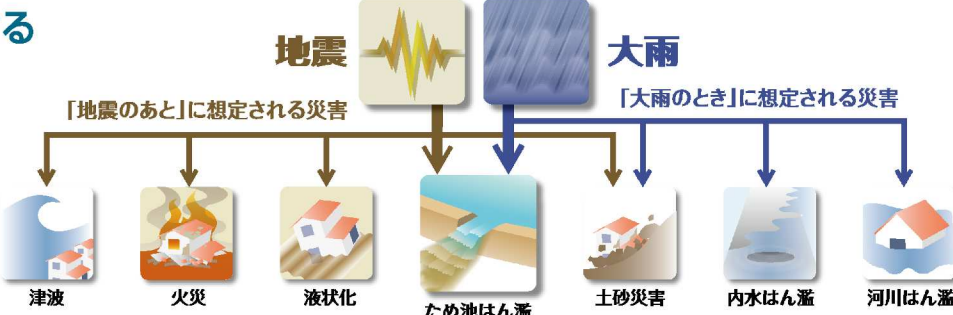 る
地震
大雨
「地震のあと」に想定される災害
「大雨のとき」に想定される災害
津波
火災
液状化
ため池はん濫
土砂災害
内水はん濫
河川はん濫